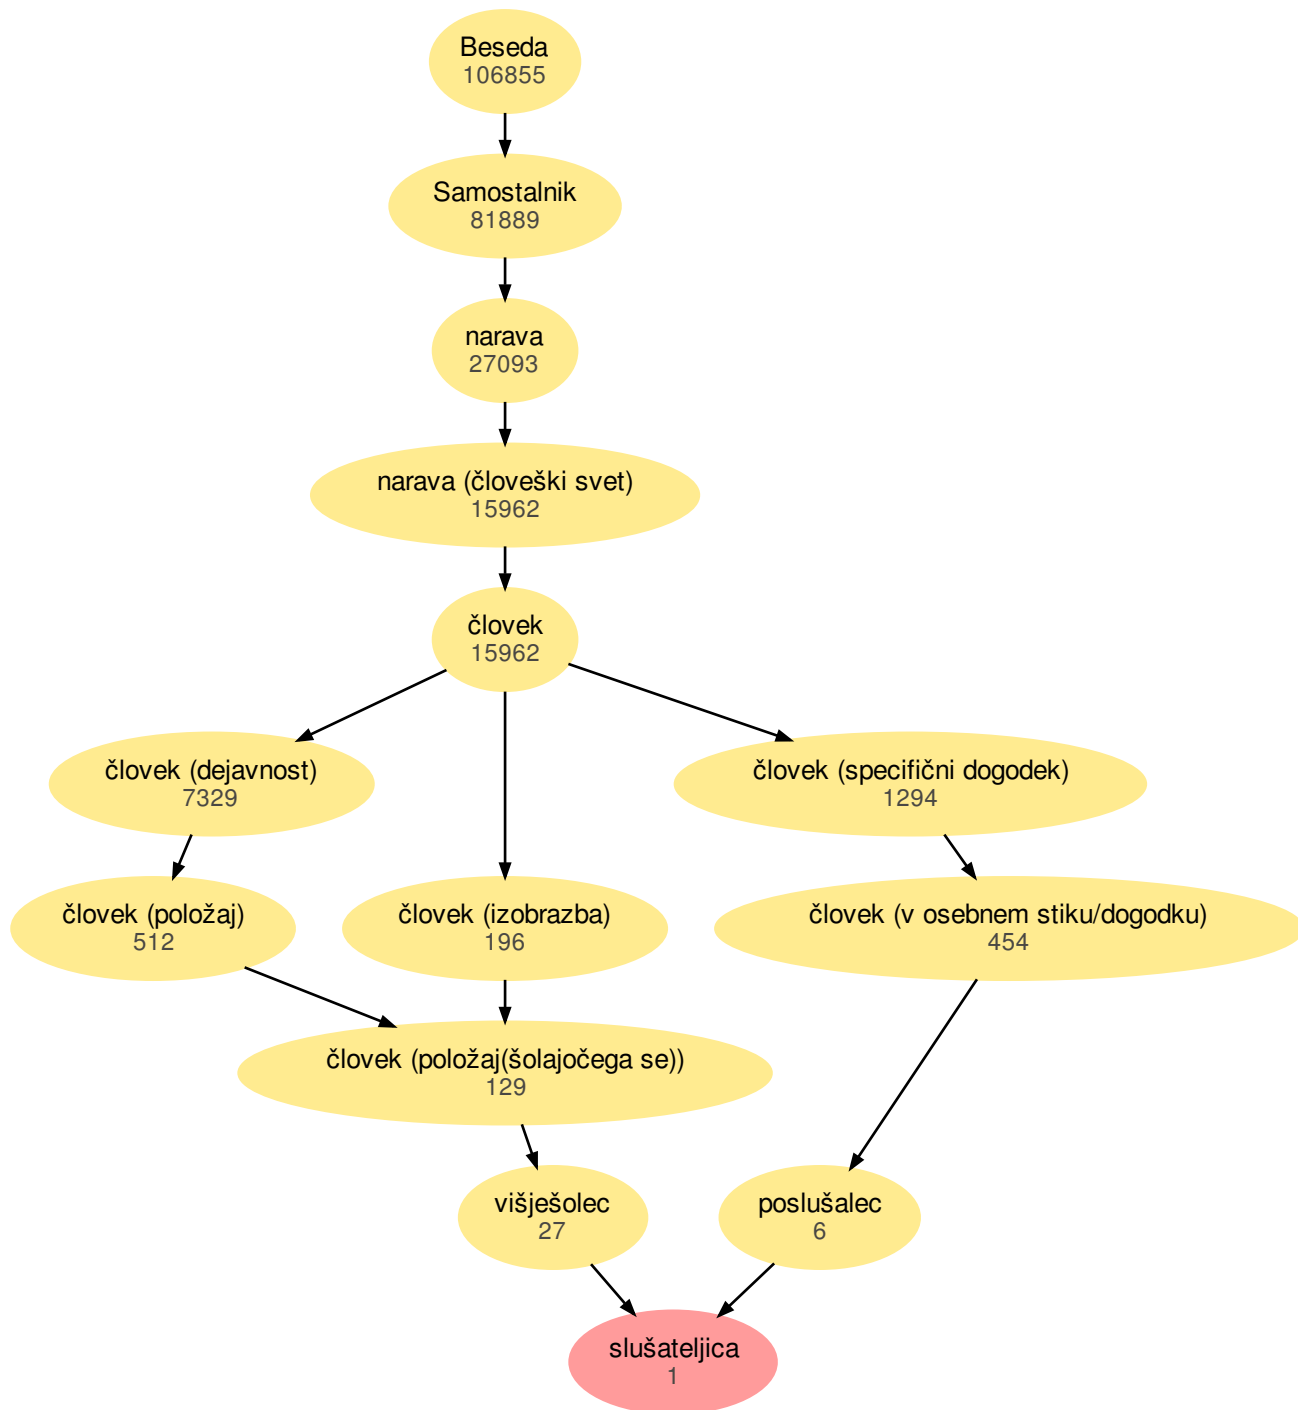 Beseda
106855
Samostalnik
81889
narava
27093
narava (človeški svet)
15962
človek
15962
človek (dejavnost)
7329
človek (specifični dogodek)
1294
človek (položaj)
512
človek (izobrazba)
196
človek (v osebnem stiku/dogodku)
454
človek (položaj(šolajočega se))
129
višješolec
27
poslušalec
6
slušateljica
1